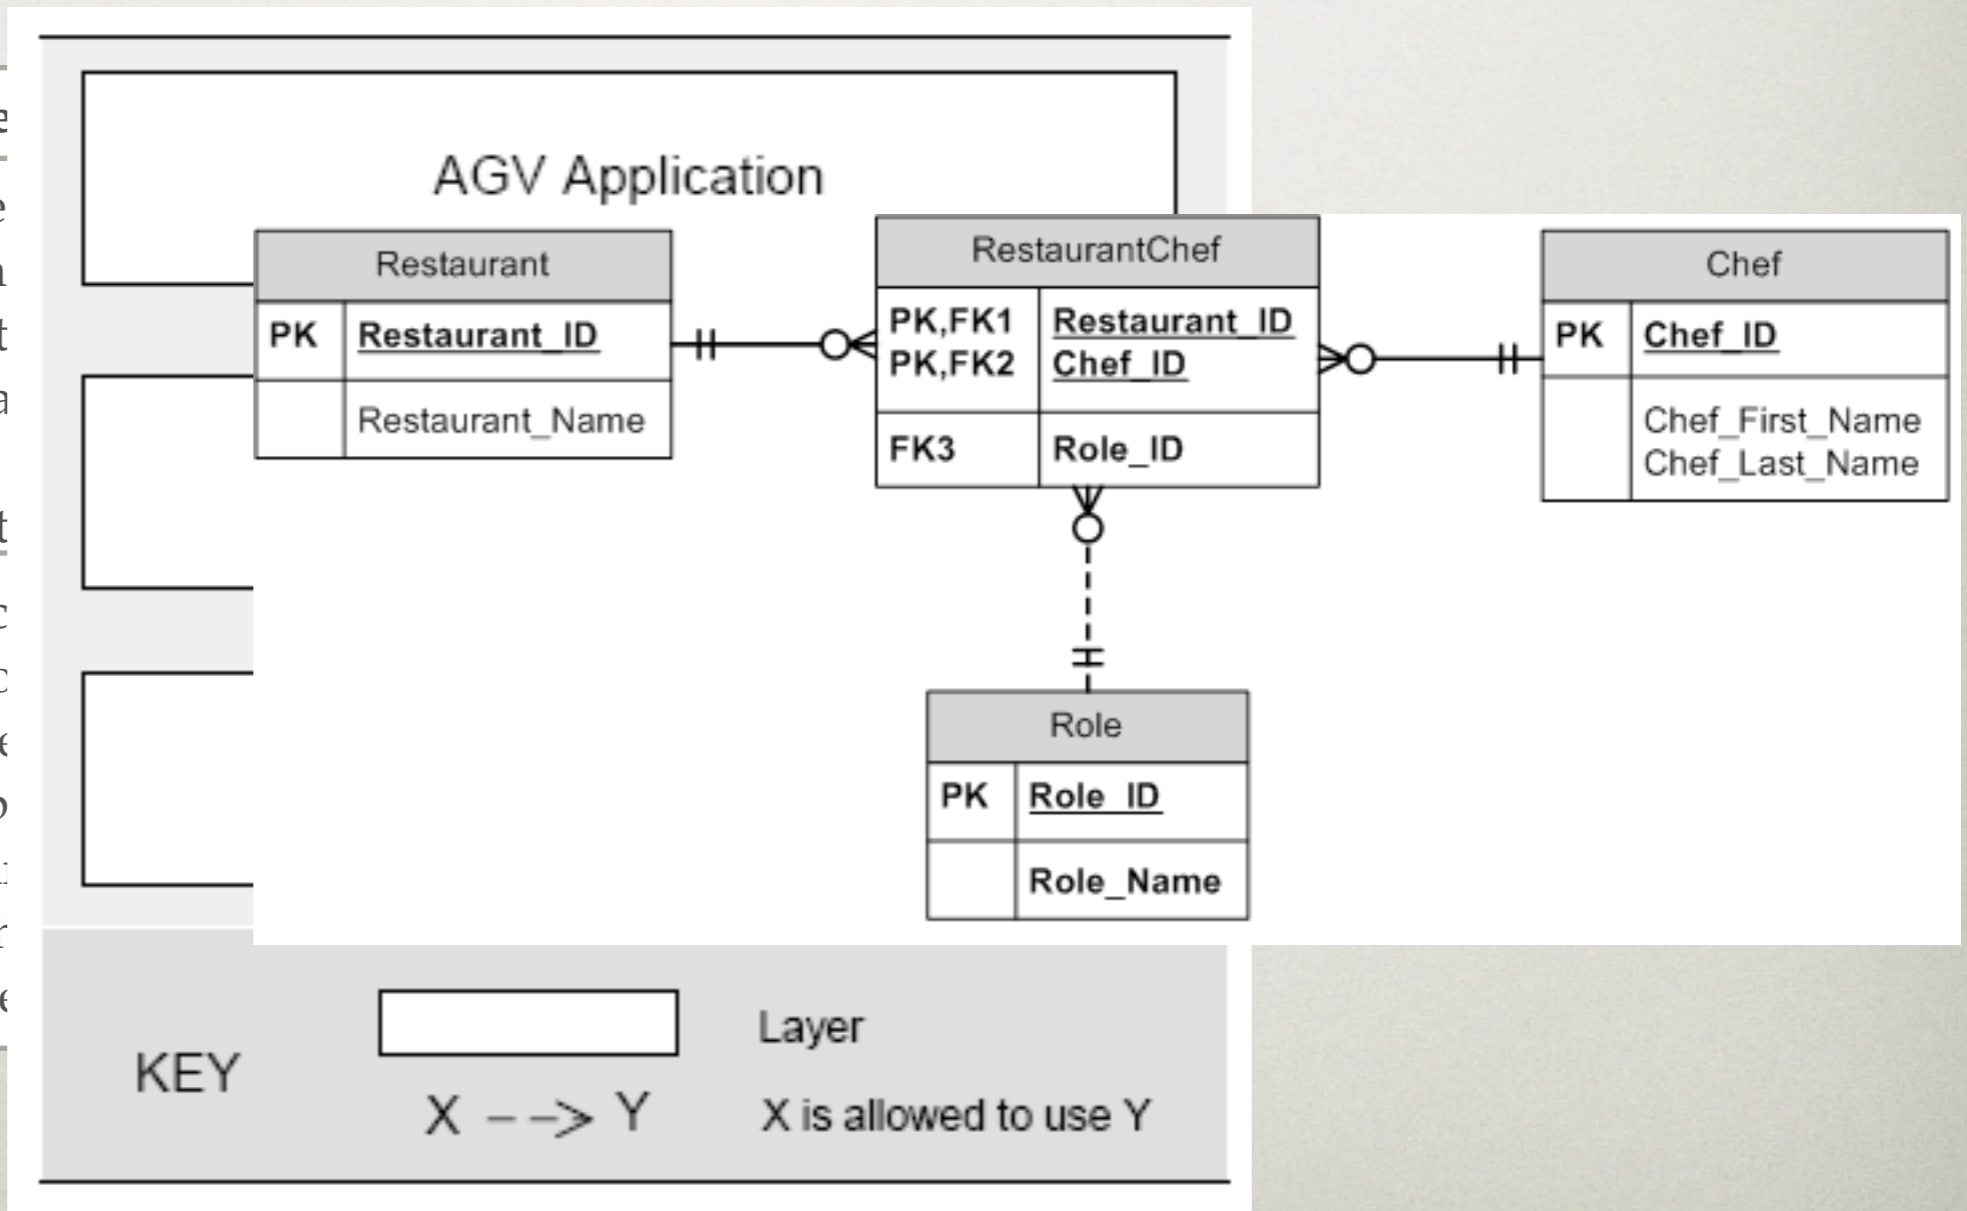 AGV Application
Restaurant
PK Restaurant_ID
Restaurant_Name
RestaurantChef
PK,FK1 Restaurant_ID
PK,FK2 Chef_ID
FK3 Role_ID
Chef
PK Chef_ID
Chef_First_Name
Chef_Last_Name
Role
PK Role_ID
Role_Name
KEY
Layer
X - -> Y X is allowed to use Y